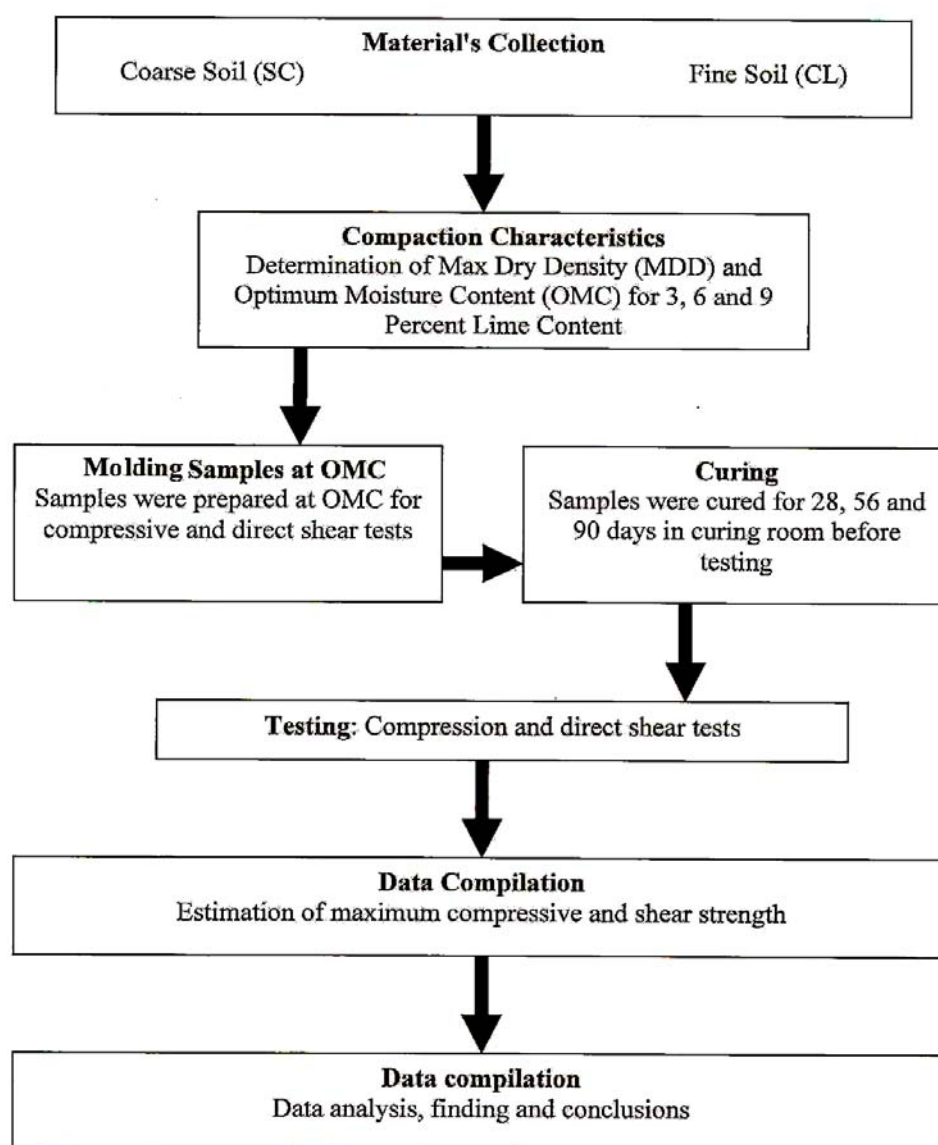 Material's Collection
Coarse Soil (SC) Fine Soil (CL)
Compaction Characteristics
Determination of Max Dry Density (MDD) and
Optimum Moisture Content (OMC) for 3, 6 and 9
Percent Lime Content
Molding Samples at OMC
Samples were prepared at OMC for
compressive and direct shear tests
Curing
Samples were cured for 28, 56 and
90 days in curing room before
testing
Testing: Compression and direct shear tests
Data Compilation
Estimation of maximum compressive and shear strength
Data compilation
Data analysis, finding and conclusions